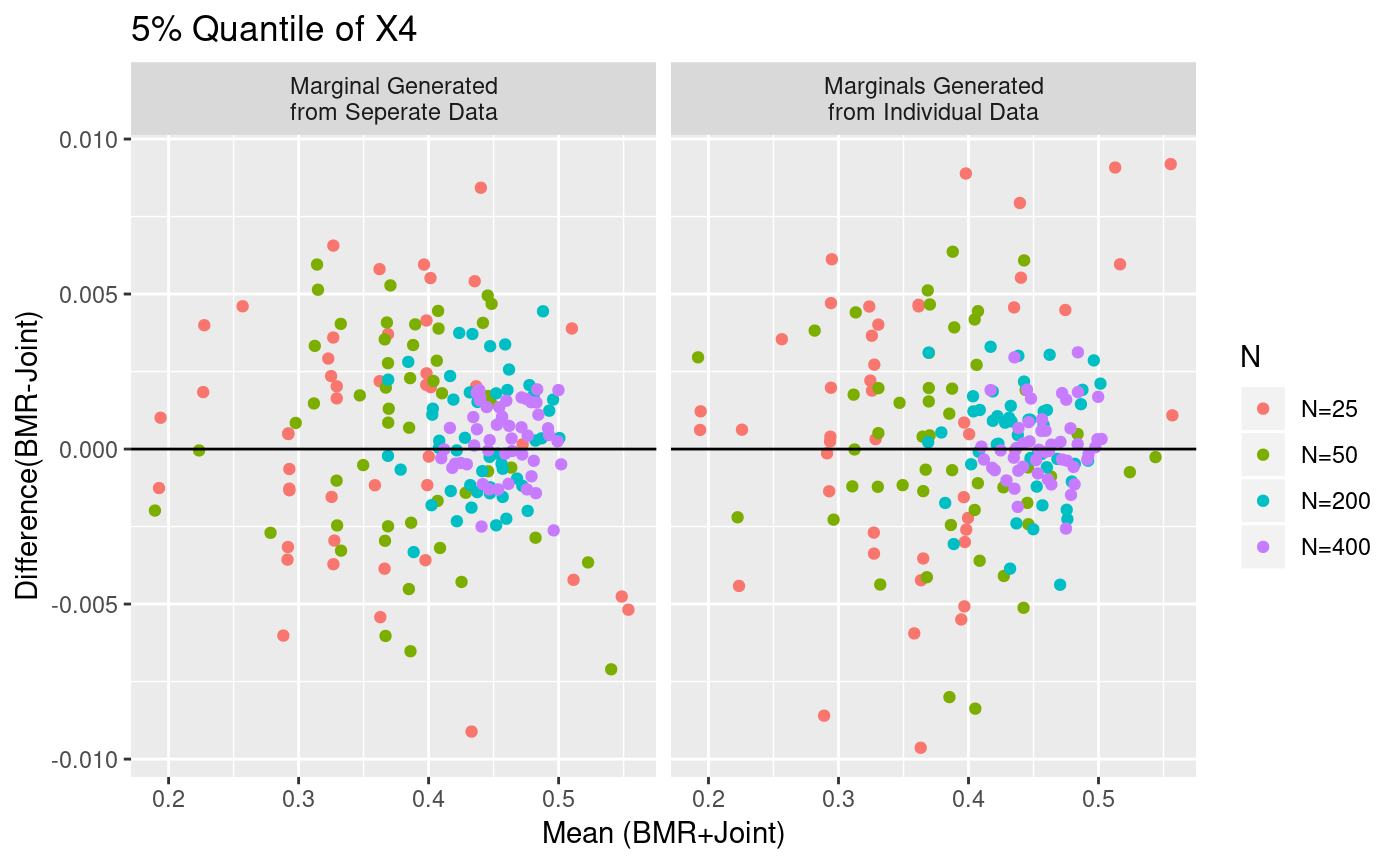 5% Quantile of X4
Marginal Generated
from Seperate Data
Marginals Generated
from Individual Data
0.010
0.005
0.000
-0.005
-0.010
Difference(BMR-Joint)
0.2 0.3 0.4 0.5
0.2 0.3 0.4 0.5
Mean (BMR+Joint)
N
N=25
N=50
N=200
N=400